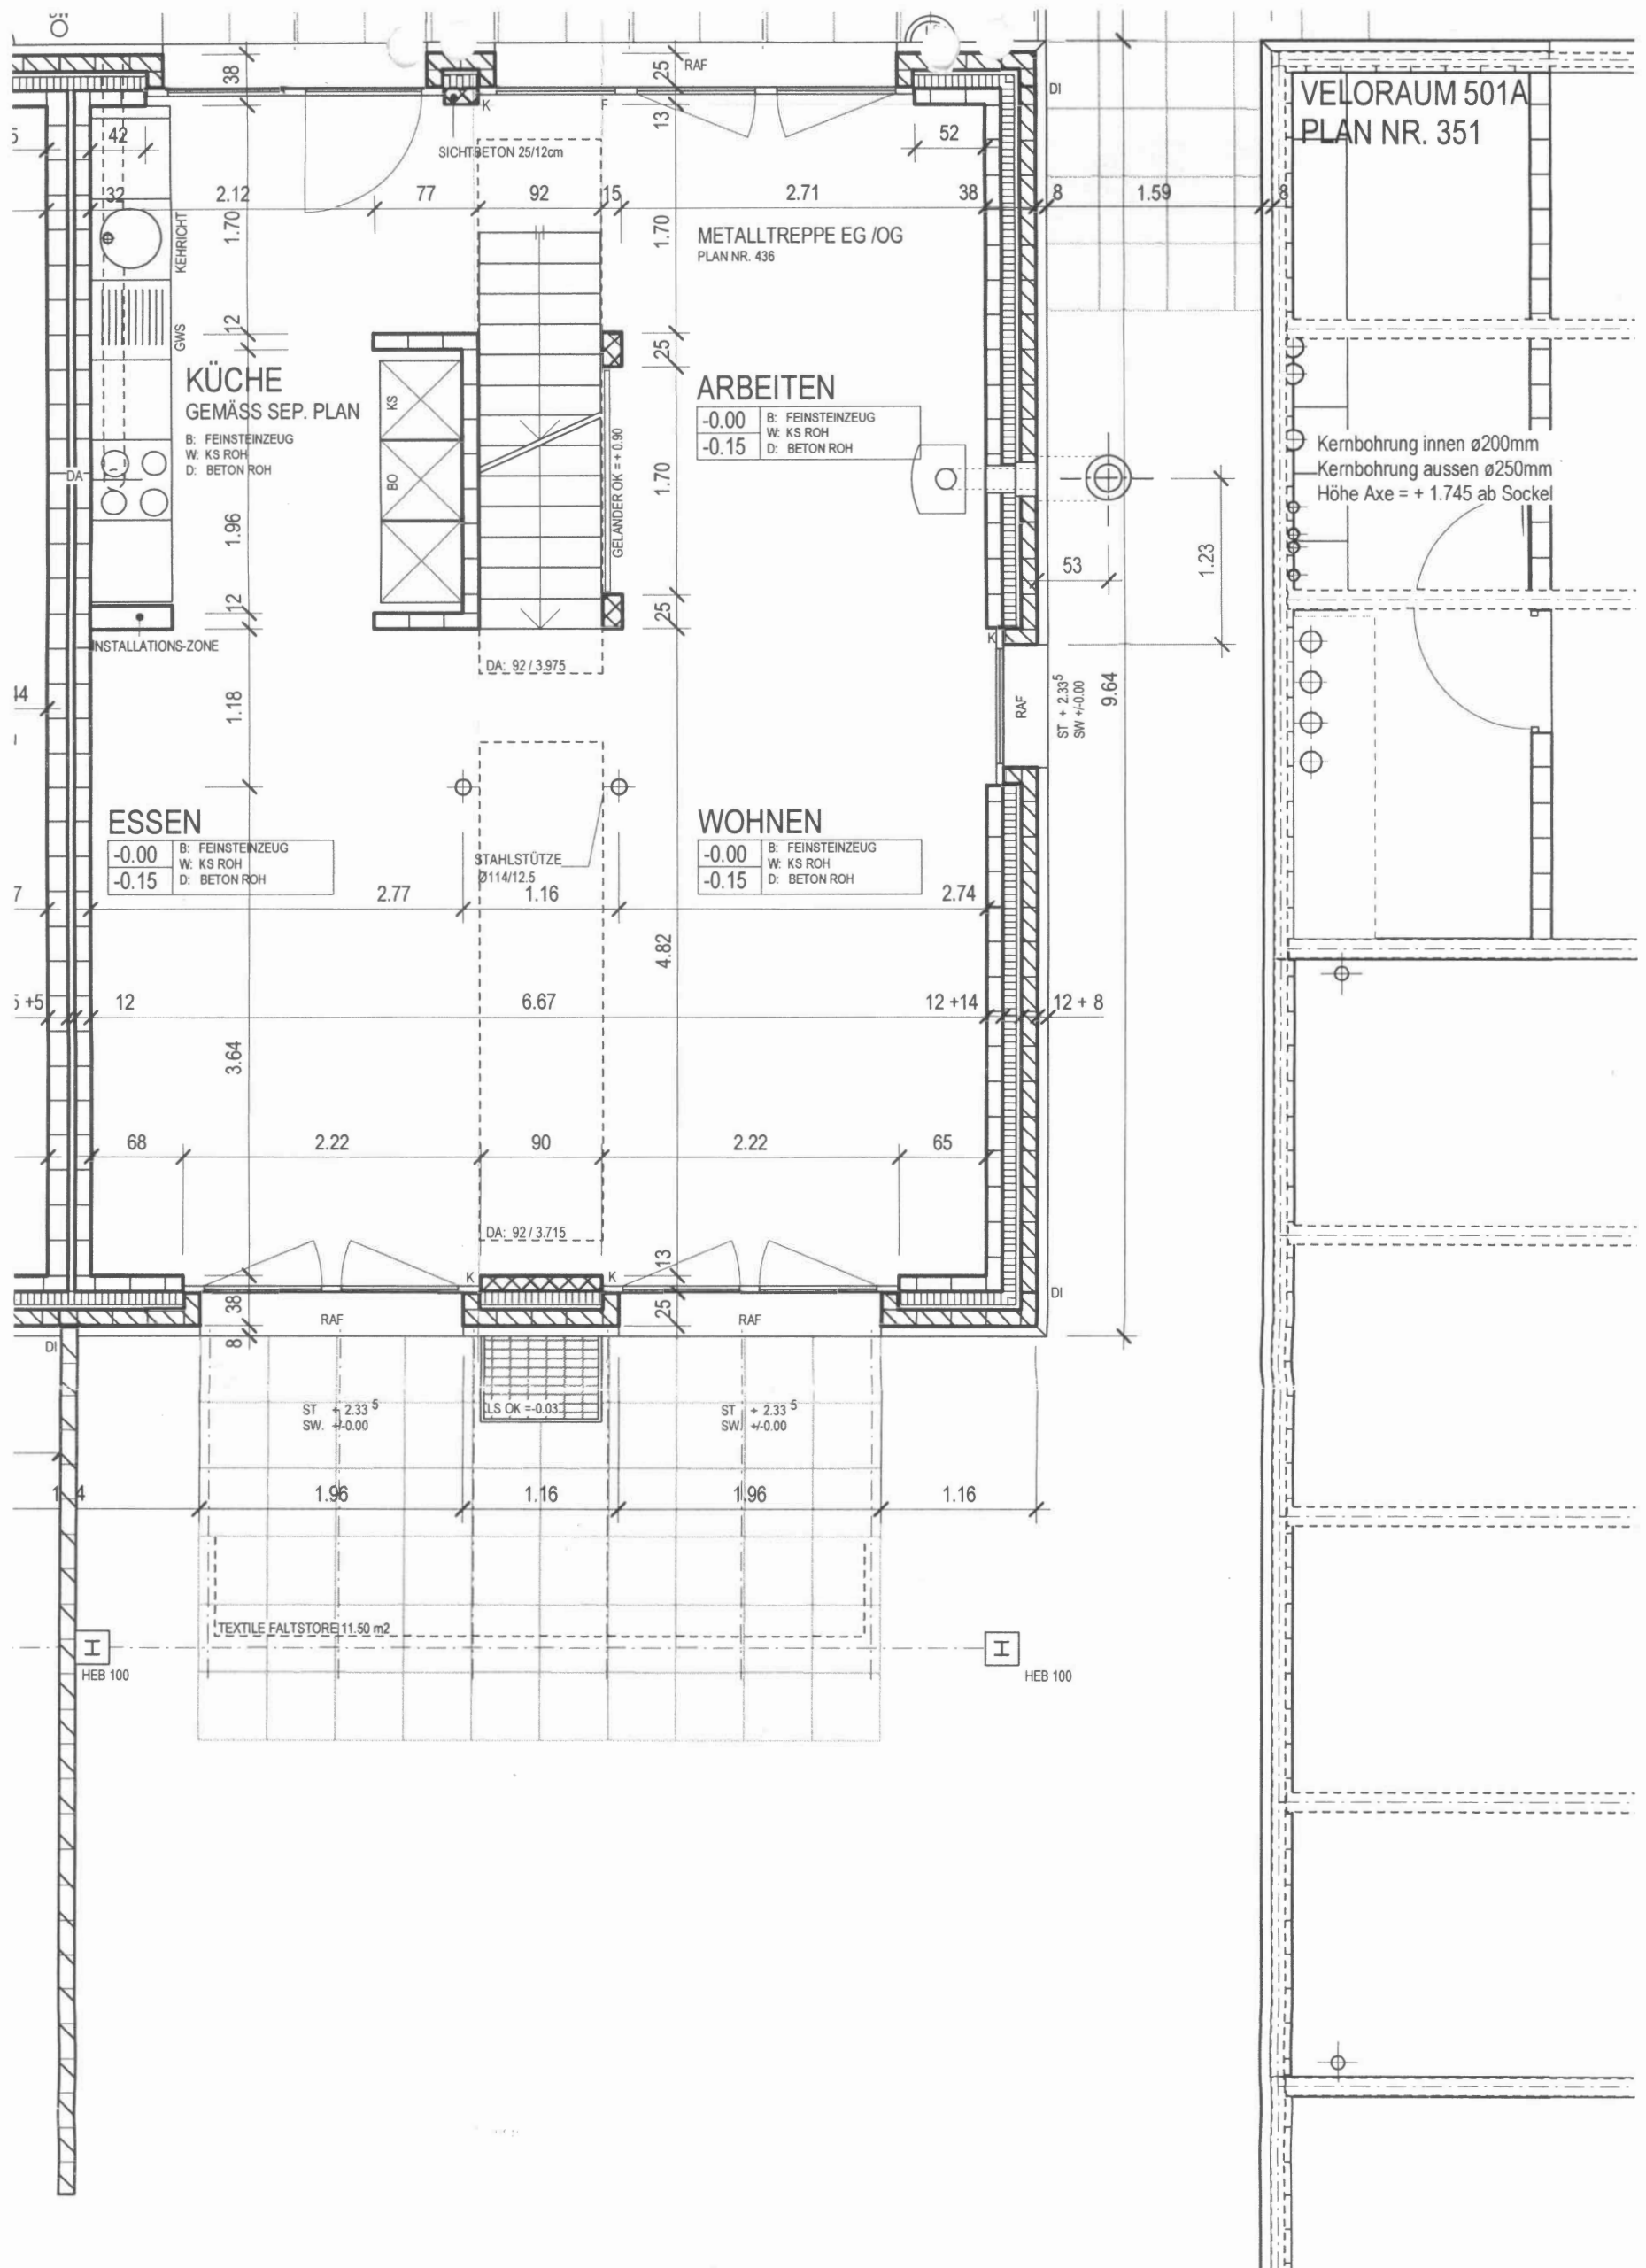 38
25
RAF
13
K
F
DI
VELORAUM 501A
PLAN NR. 351
42
SICHTBETON 25/12cm
52
32
2.12
77
92
15
2.71
38
8
1.59
8
KEHRICHT
1.70
1.70
METALLTREPPE EG /OG
PLAN NR. 436
GWS
12
25
KÜCHE
GEMÄSS SEP. PLAN
B: FEINSTEINZEUG
W: KS ROH
D: BETON ROH
KS
BO
ARBEITEN
-0.00
B: FEINSTEINZEUG
W: KS ROH
-0.15
D: BETON ROH
GELÄNDER OK = + 0.90
1.70
Kernbohrung innen ø200mm
Kernbohrung aussen ø250mm
Höhe Axe = + 1.745 ab Sockel
DA
1.96
53
1.23
12
25
INSTALLATIONS-ZONE
K
DA: 92 / 3.975
44
1.18
RAF
ST + 2.33⁵
SW +/-0.00
9.64
ESSEN
-0.00
B: FEINSTEINZEUG
W: KS ROH
-0.15
D: BETON ROH
STAHLSTÜTZE
Ø114/12.5
WOHNEN
-0.00
B: FEINSTEINZEUG
W: KS ROH
-0.15
D: BETON ROH
7
2.77
1.16
2.74
4.82
5 +5
12
6.67
12 +14
12 + 8
3.64
68
2.22
90
2.22
65
DA: 92 / 3.715
13
K
K
38
RAF
25
RAF
DI
DI
8
ST + 2.33⁵
SW. +/-0.00
LS OK =-0.03
ST + 2.33⁵
SW. +/-0.00
1.96
1.16
1.96
1.16
TEXTILE FALTSTORE 11.50 m2
HEB 100
HEB 100